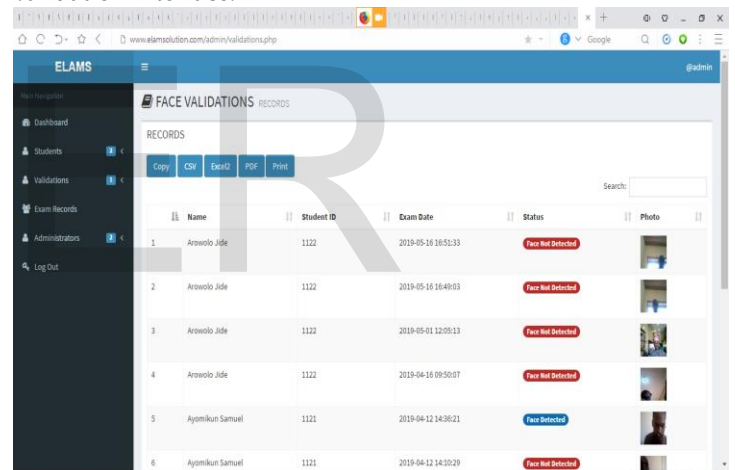 www.elamsolution.com/admin/validations.php
Google
ELAMS
@admin
Main Navigation
FACE VALIDATIONS RECORDS
Dashboard
RECORDS
Students
Copy CSV Excel2 PDF Print
Validations
Search:
Exam Records
Name Student ID Exam Date Status Photo
Administrators
1 Arowolo Jide 1122 2019-05-16 16:51:33 Face Not Detected
Log Out
2 Arowolo Jide 1122 2019-05-16 16:49:03 Face Not Detected
3 Arowolo Jide 1122 2019-05-01 12:05:13 Face Not Detected
4 Arowolo Jide 1122 2019-04-16 09:50:07 Face Not Detected
5 Ayomikun Samuel 1121 2019-04-12 14:36:21 Face Detected
6 Ayomikun Samuel 1121 2019-04-12 14:10:29 Face Not Detected